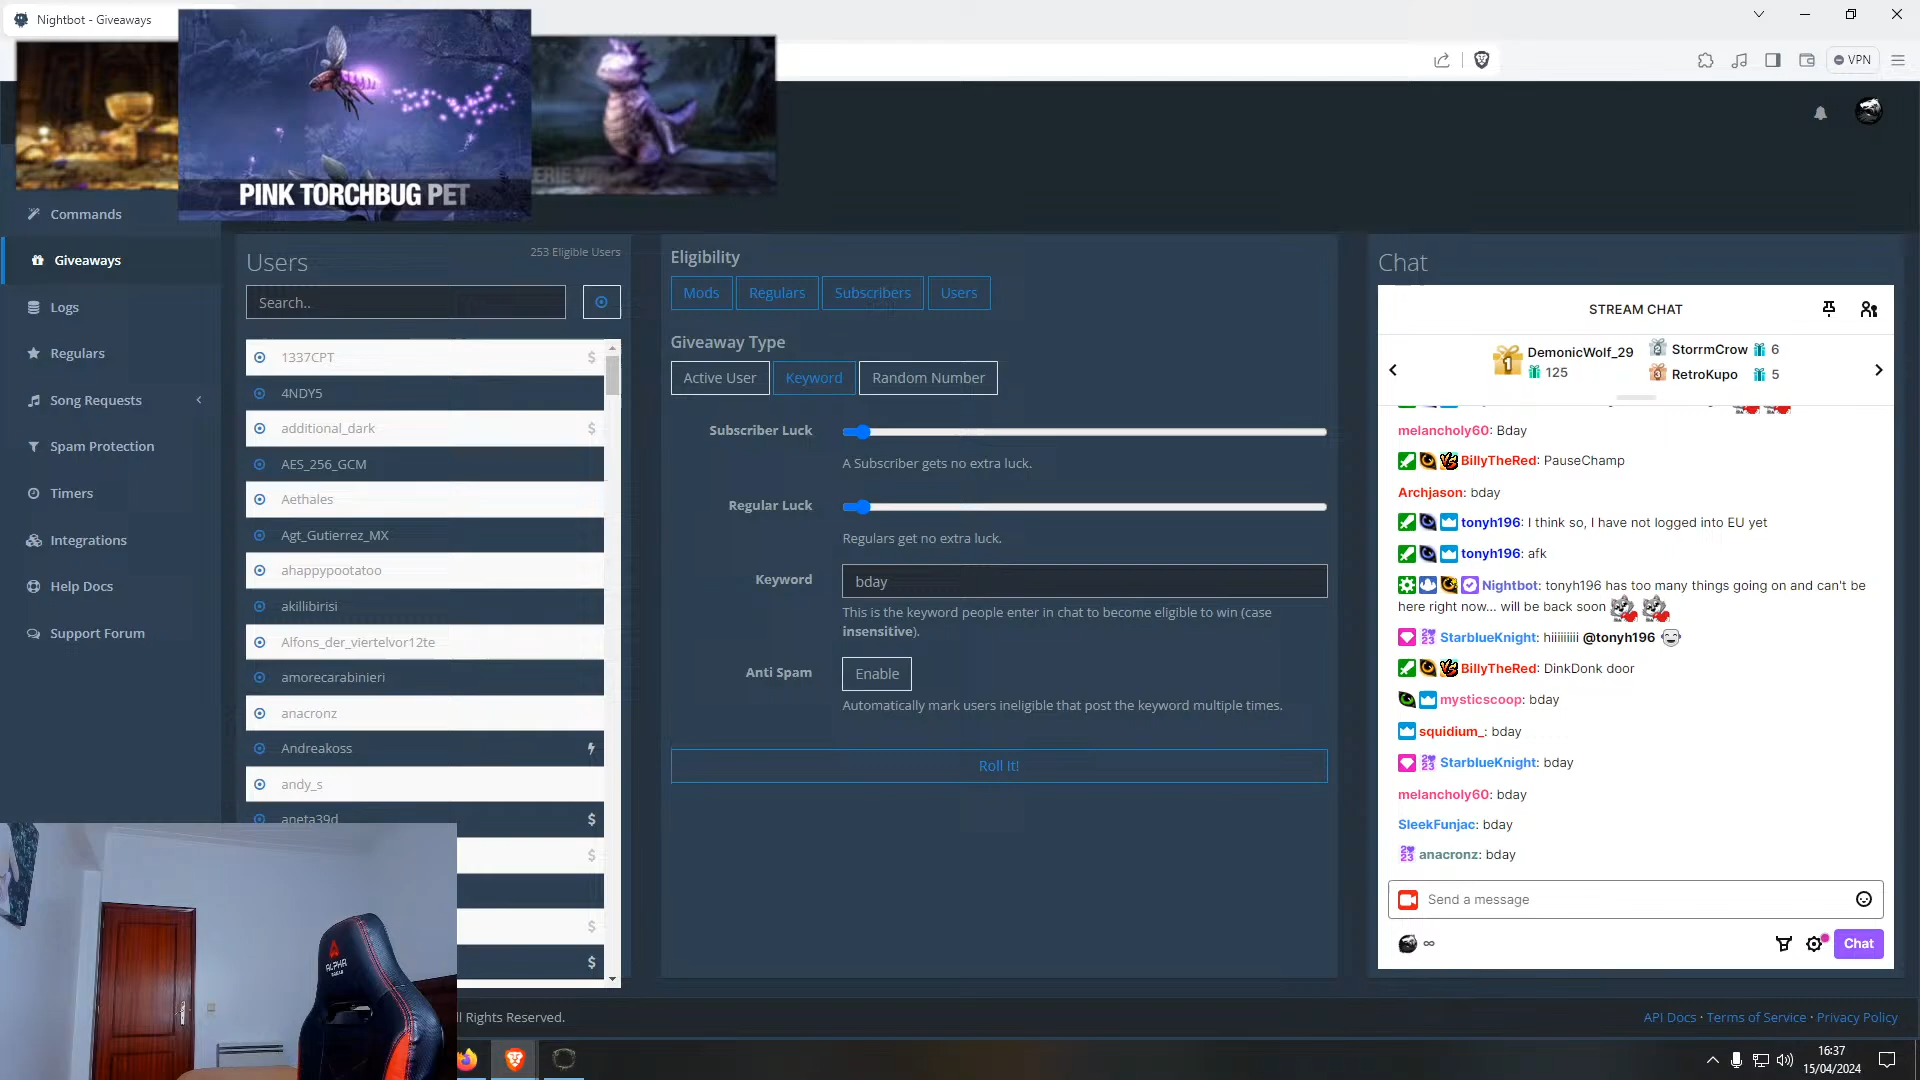 Nightbot - Giveaways
VPN
PINK TORCHBUG PET
Commands
Giveaways
Logs
Regulars
Song Requests
Spam Protection
Timers
Integrations
Help Docs
Support Forum
Users
253 Eligible Users
Search..
1337CPT
$
4NDY5
additional_dark
$
AES_256_GCM
Aethales
Agt_Gutierrez_MX
ahappypootatoo
akillibirisi
Alfons_der_viertelvor12te
amorecarabinieri
anacronz
Andreakoss
andy_s
aneta39d
$
$
$
$
ALPHA
Eligibility
Mods
Regulars
Subscribers
Users
Giveaway Type
Active User
Keyword
Random Number
Subscriber Luck
A Subscriber gets no extra luck.
Regular Luck
Regulars get no extra luck.
Keyword
bday
This is the keyword people enter in chat to become eligible to win (case
insensitive).
Anti Spam
Enable
Automatically mark users ineligible that post the keyword multiple times.
Roll It!
Chat
STREAM CHAT
1
DemonicWolf_29
125
2
StorrmCrow
6
3
RetroKupo
5
melancholy60: Bday
BillyTheRed: PauseChamp
Archjason: bday
tonyh196: I think so, I have not logged into EU yet
tonyh196: afk
Nightbot: tonyh196 has too many things going on and can't be
here right now... will be back soon
StarblueKnight: hiiiiiiiii @tonyh196
BillyTheRed: DinkDonk door
mysticscoop: bday
squidium_: bday
StarblueKnight: bday
melancholy60: bday
SleekFunjac: bday
anacronz: bday
Send a message
∞
Chat
ll Rights Reserved.
API Docs · Terms of Service · Privacy Policy
16:37
15/04/2024